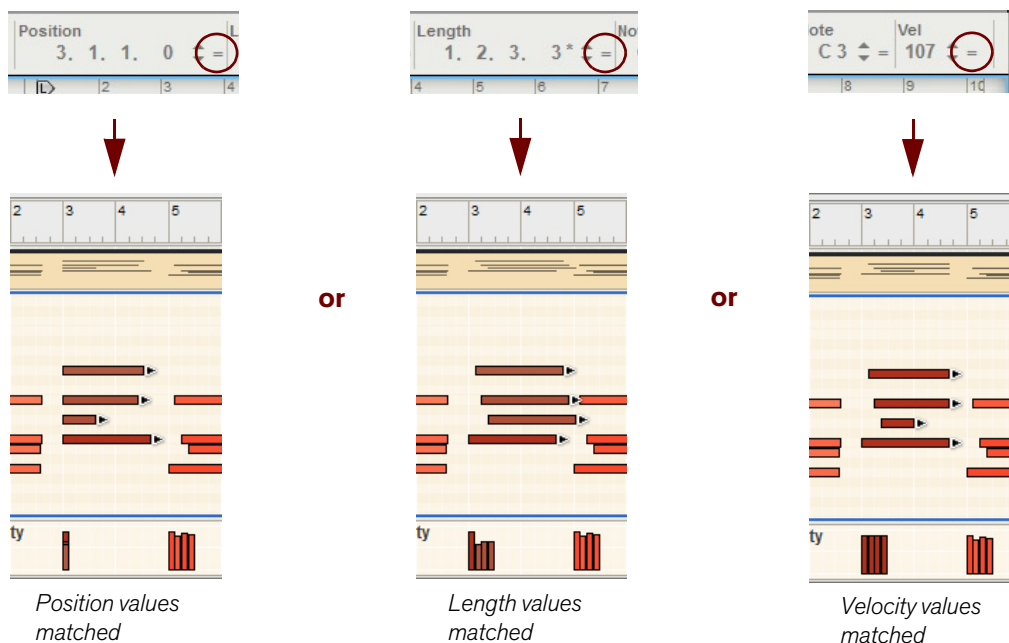 Position
3. 1. 1. 0 =
L
2 3 4
Length
1. 2. 3. 3 * =
No
4 5 6 7
ote Vel
C 3 = 107 =
8 9 10
2 3 4 5
2 3 4 5
2 3 4 5
or
or
ty
ty
ty
Position values
matched
Length values
matched
Velocity values
matched